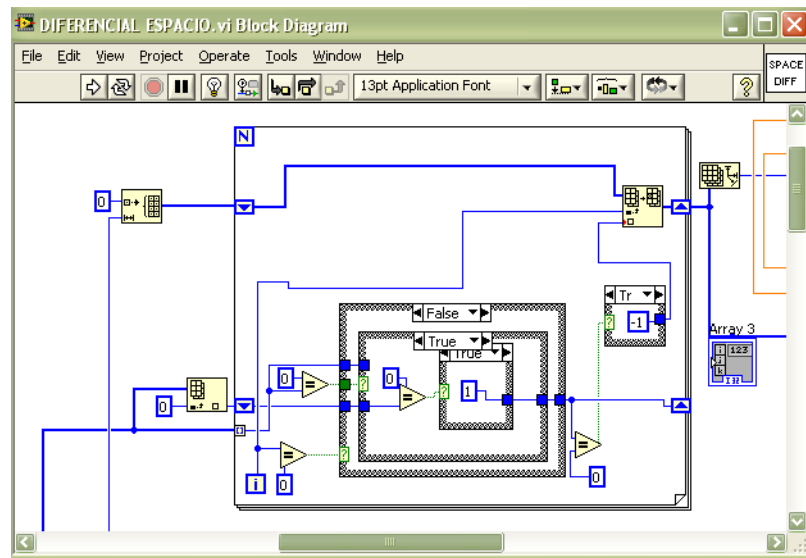 DIFERENCIAL ESPACIO.vi Block Diagram
File Edit View Project Operate Tools Window Help
13pt Application Font
SPACE
DIFF
N
0
False
Tr
True
-1
True
Array 3
123
i
j
k
I32
0
0
0
1
i
0
0